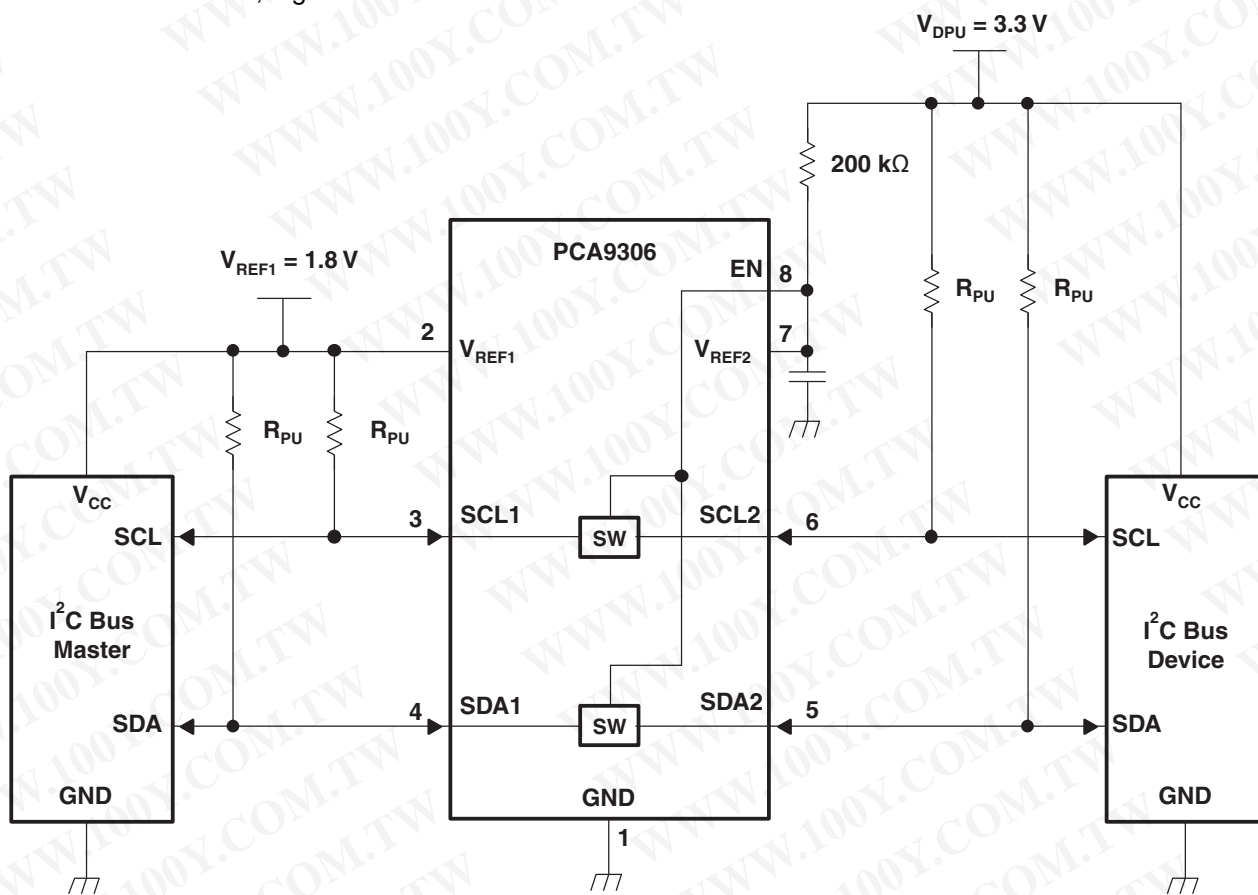 V_DPU = 3.3 V
200 kΩ
PCA9306
EN 8
V_REF1 = 1.8 V
R_PU R_PU
2 7
V_REF1 V_REF2
R_PU R_PU
V_CC V_CC
SCL 3 SCL1 SCL2 6 SCL
SW
I²C Bus
Master
I²C Bus
Device
SDA 4 SDA1 SDA2 5 SDA
SW
GND GND GND
1
WWW.100Y.COM.TW